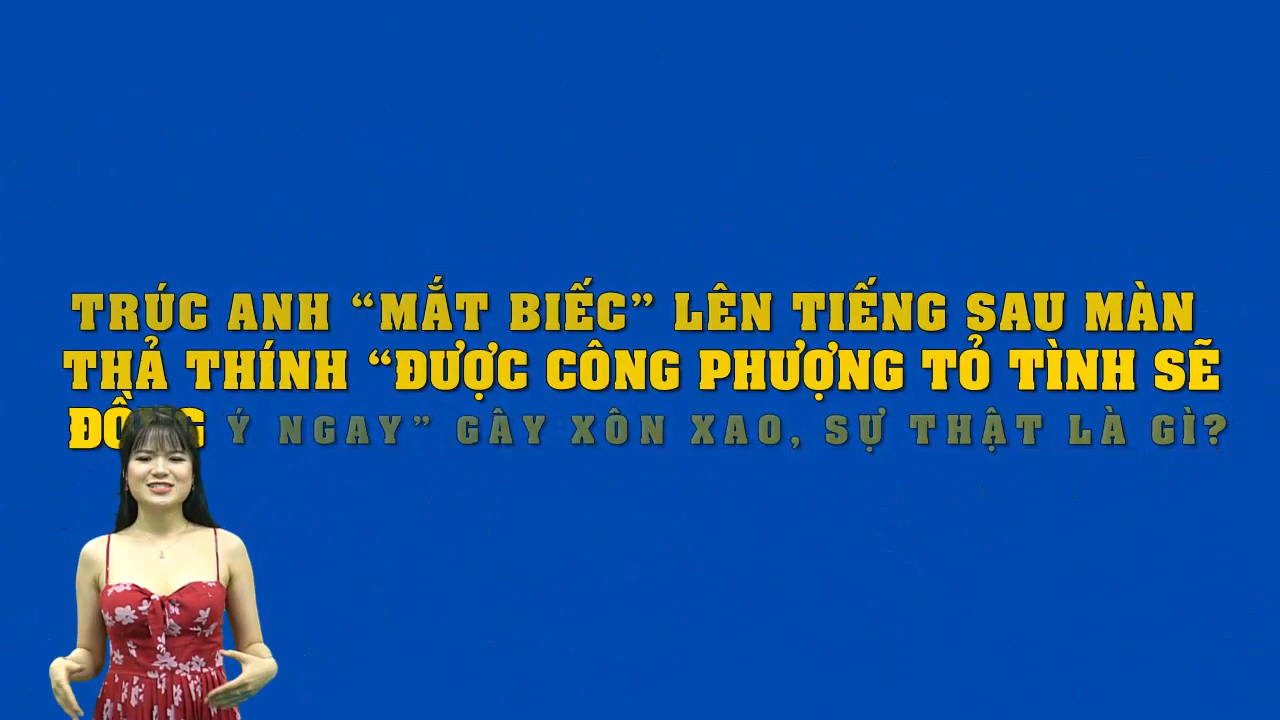 TRÚC ANH “MẮT BIẾC” LÊN TIẾNG SAU MÀN
THẢ THÍNH “ĐƯỢC CÔNG PHƯỢNG TỎ TÌNH SẼ
ĐỒNG Ý NGAY” GÂY XÔN XAO, SỰ THẬT LÀ GÌ?